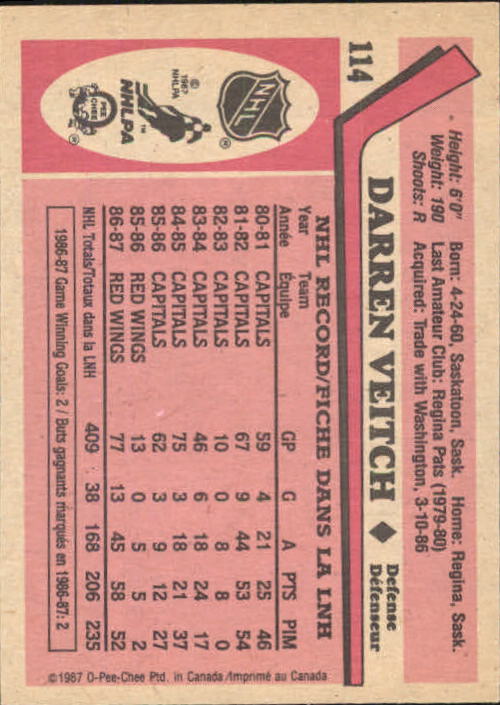 114
Height: 6'0" Born: 4-24-60, Saskatoon, Sask. Home: Regina, Sask.
Weight: 190 Last Amateur Club: Regina Pats (1979-80)
Shoots: R Acquired: Trade with Washington, 3-10-86
DARREN VEITCH ◆ Defense
Défenseur
NHL
®
© 1987 NHLPA
NHLPA
™
O PEE CHEE
®
NHL RECORD/FICHE DANS LA LNH
Year Team
Année Équipe GP G A PTS PIM
80-81 CAPITALS 59 4 21 25 46
81-82 CAPITALS 67 9 44 53 54
82-83 CAPITALS 10 0 8 8 0
83-84 CAPITALS 46 6 18 24 17
84-85 CAPITALS 75 3 18 21 37
85-86 CAPITALS 62 3 9 12 27
85-86 RED WINGS 13 0 5 5 2
86-87 RED WINGS 77 13 45 58 52
NHL Totals/Totaux dans la LNH 409 38 168 206 235
1986-87 Game Winning Goals: 2 / Buts gagnants marqués en 1986-87: 2
©1987 O-Pee-Chee Ptd. in Canada/Imprimé au Canada